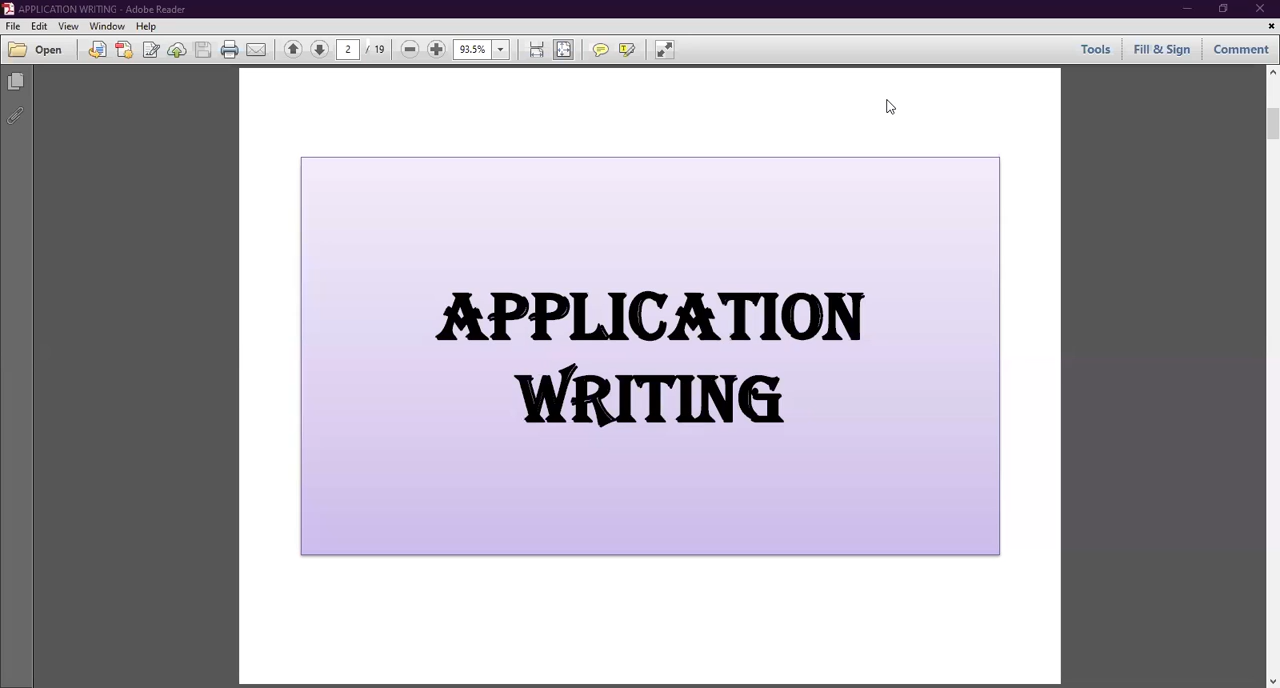 APPLICATION WRITING - Adobe Reader
File Edit View Window Help
Open 2 / 19 93.5% Tools Fill & Sign Comment
APPLICATION
WRITING